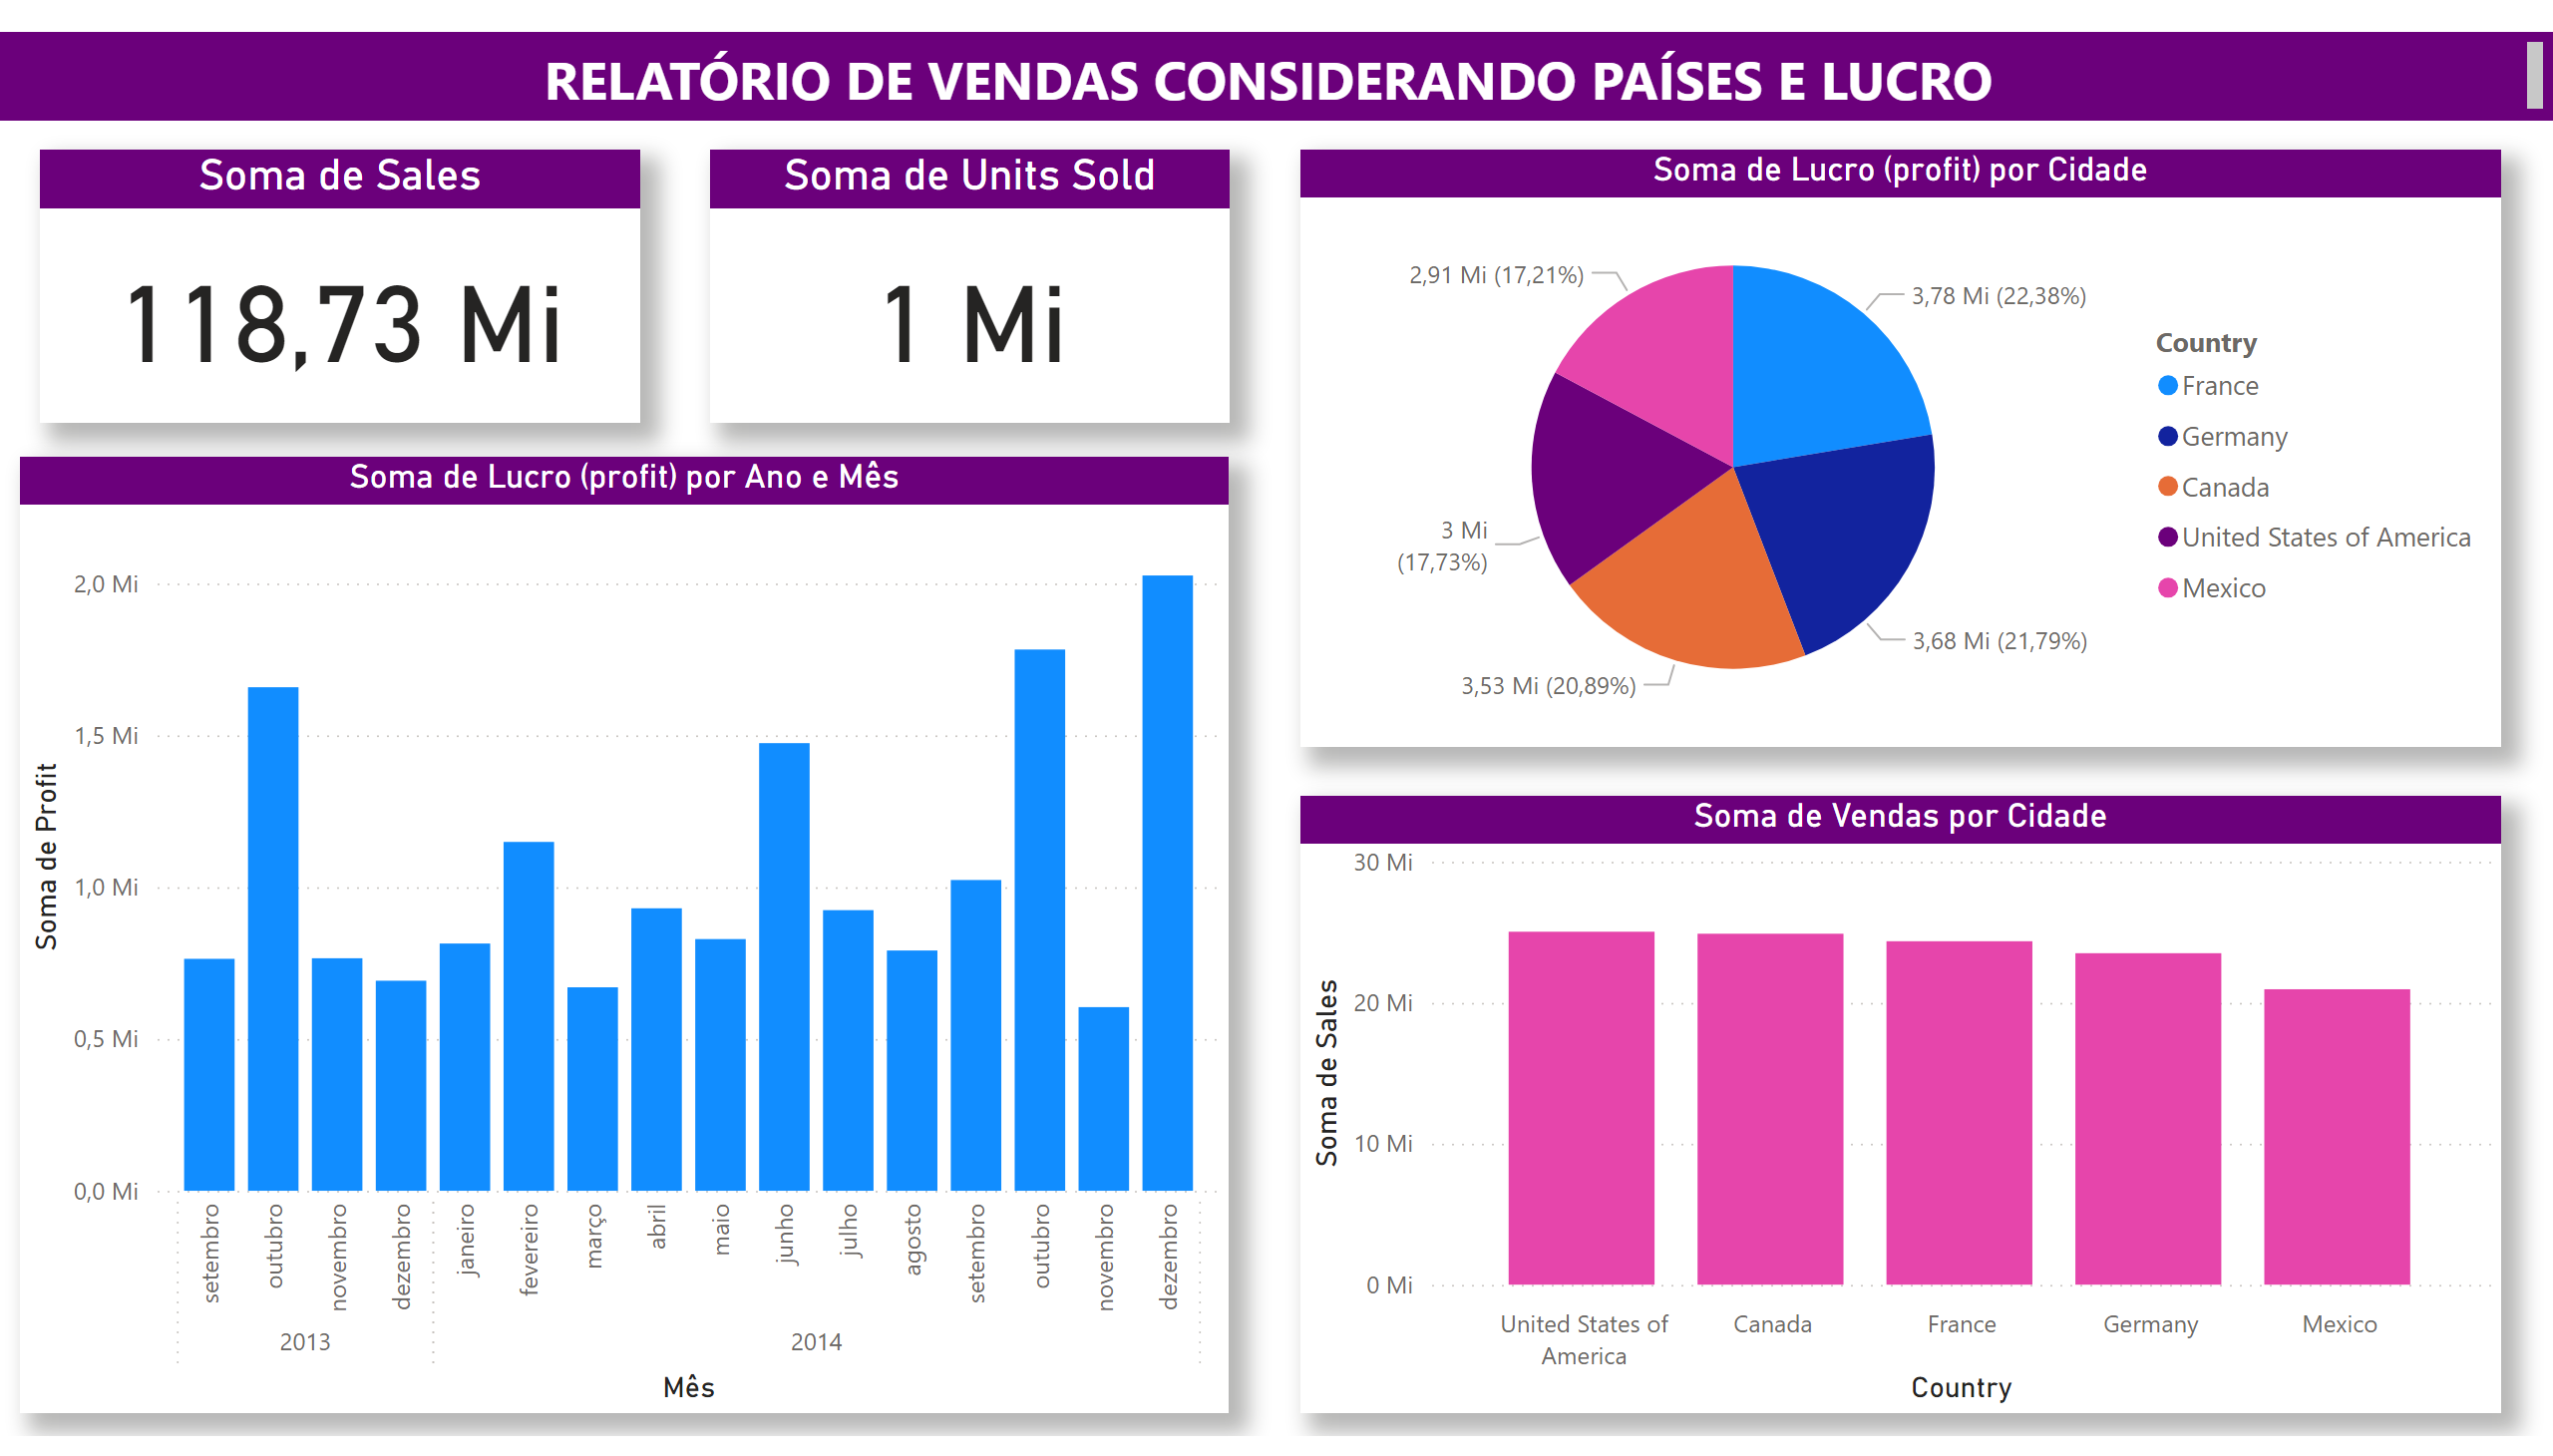 RELATÓRIO DE VENDAS CONSIDERANDO PAÍSES E LUCRO
Soma de Sales
118,73 Mi
Soma de Units Sold
1 Mi
Soma de Lucro (profit) por Ano e Mês
Soma de Profit
2,0 Mi
1,5 Mi
1,0 Mi
0,5 Mi
0,0 Mi
setembro
outubro
novembro
dezembro
janeiro
fevereiro
março
abril
maio
junho
julho
agosto
setembro
outubro
novembro
dezembro
2013
2014
Mês
Soma de Lucro (profit) por Cidade
2,91 Mi (17,21%)
3,78 Mi (22,38%)
3 Mi
(17,73%)
3,68 Mi (21,79%)
3,53 Mi (20,89%)
Country
France
Germany
Canada
United States of America
Mexico
Soma de Vendas por Cidade
Soma de Sales
30 Mi
20 Mi
10 Mi
0 Mi
United States of
America
Canada
France
Germany
Mexico
Country